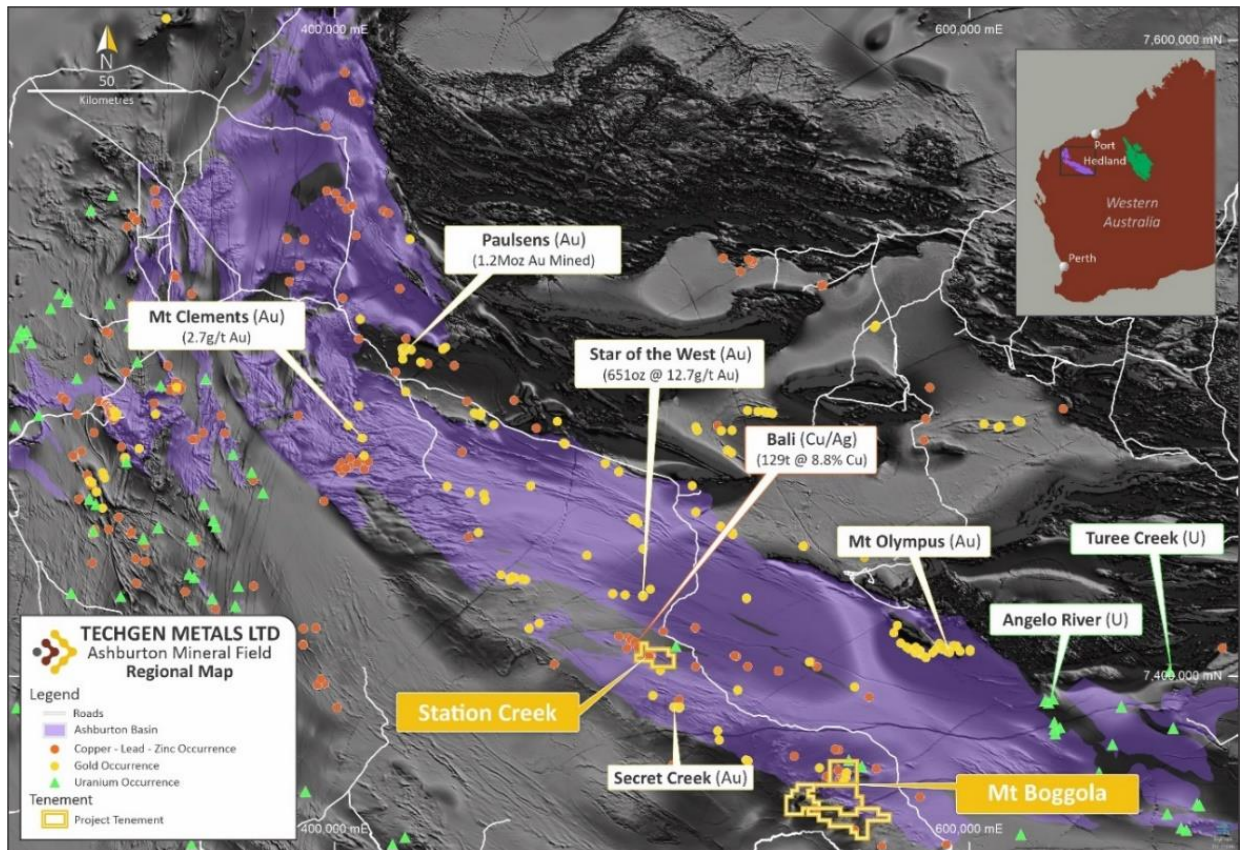 400,000 mE
600,000 mE
7,600,000 mN
N
50
Kilometres
Port
Hedland
Western
Australia
Perth
Paulsens (Au)
(1.2Moz Au Mined)
Mt Clements (Au)
(2.7g/t Au)
Star of the West (Au)
(651oz @ 12.7g/t Au)
Bali (Cu/Ag)
(129t @ 8.8% Cu)
Mt Olympus (Au)
Turee Creek (U)
Angelo River (U)
7,400,000 mN
Station Creek
Secret Creek (Au)
Mt Boggola
TECHGEN METALS LTD
Ashburton Mineral Field
Regional Map
Legend
Roads
Ashburton Basin
Copper - Lead - Zinc Occurrence
Gold Occurrence
Uranium Occurrence
Tenement
Project Tenement
400,000 mE
600,000 mE